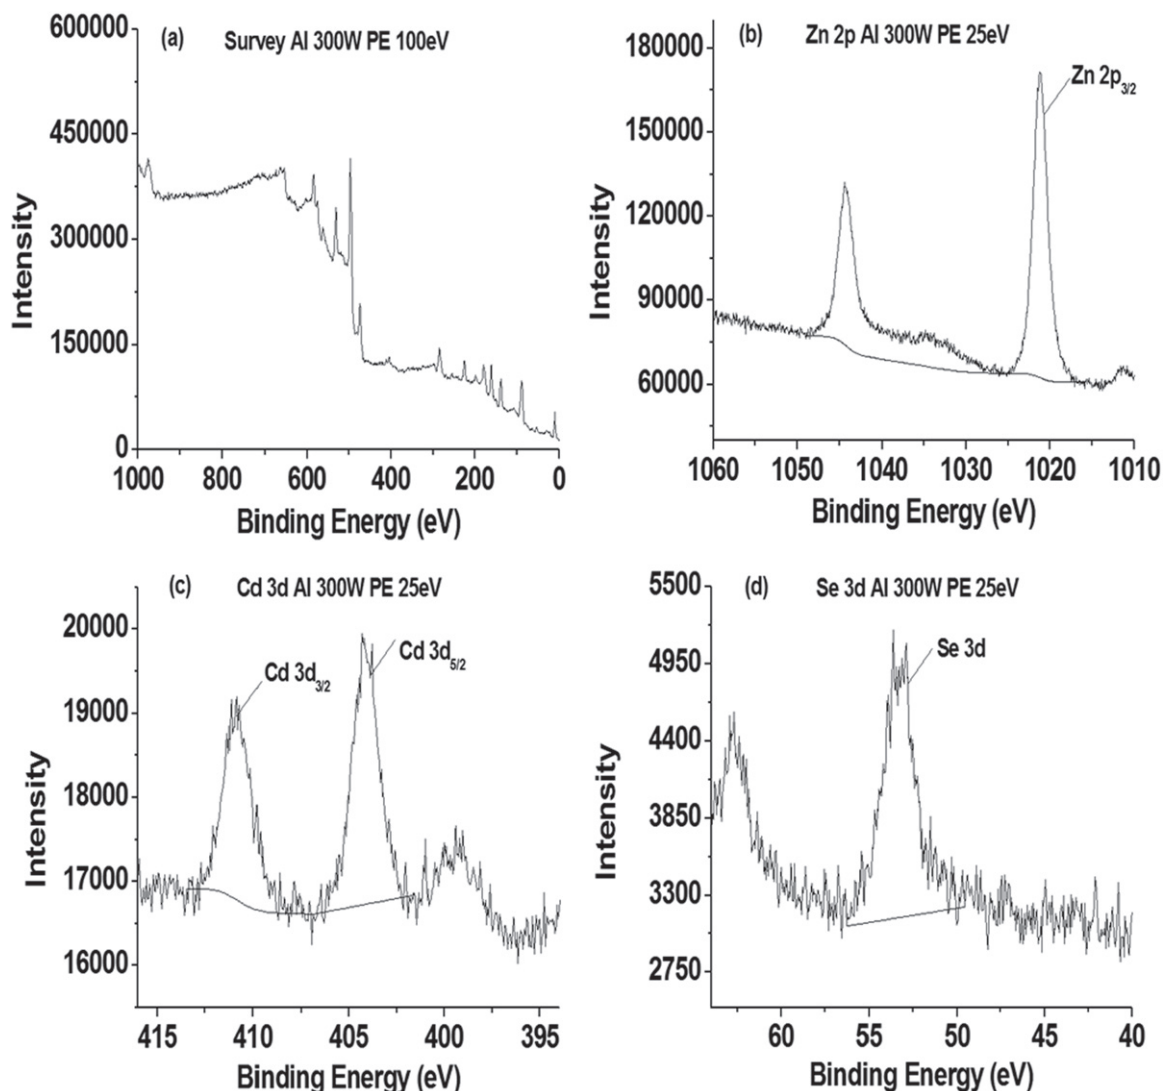 (a) Survey Al 300W PE 100eV
600000
450000
300000
150000
0
Intensity
1000 800 600 400 200 0
Binding Energy (eV)
(b) Zn 2p Al 300W PE 25eV
Zn 2p3/2
180000
150000
120000
90000
60000
Intensity
1060 1050 1040 1030 1020 1010
Binding Energy (eV)
(c) Cd 3d Al 300W PE 25eV
Cd 3d3/2
Cd 3d5/2
20000
19000
18000
17000
16000
Intensity
415 410 405 400 395
Binding Energy (eV)
(d) Se 3d Al 300W PE 25eV
Se 3d
5500
4950
4400
3850
3300
2750
Intensity
60 55 50 45 40
Binding Energy (eV)